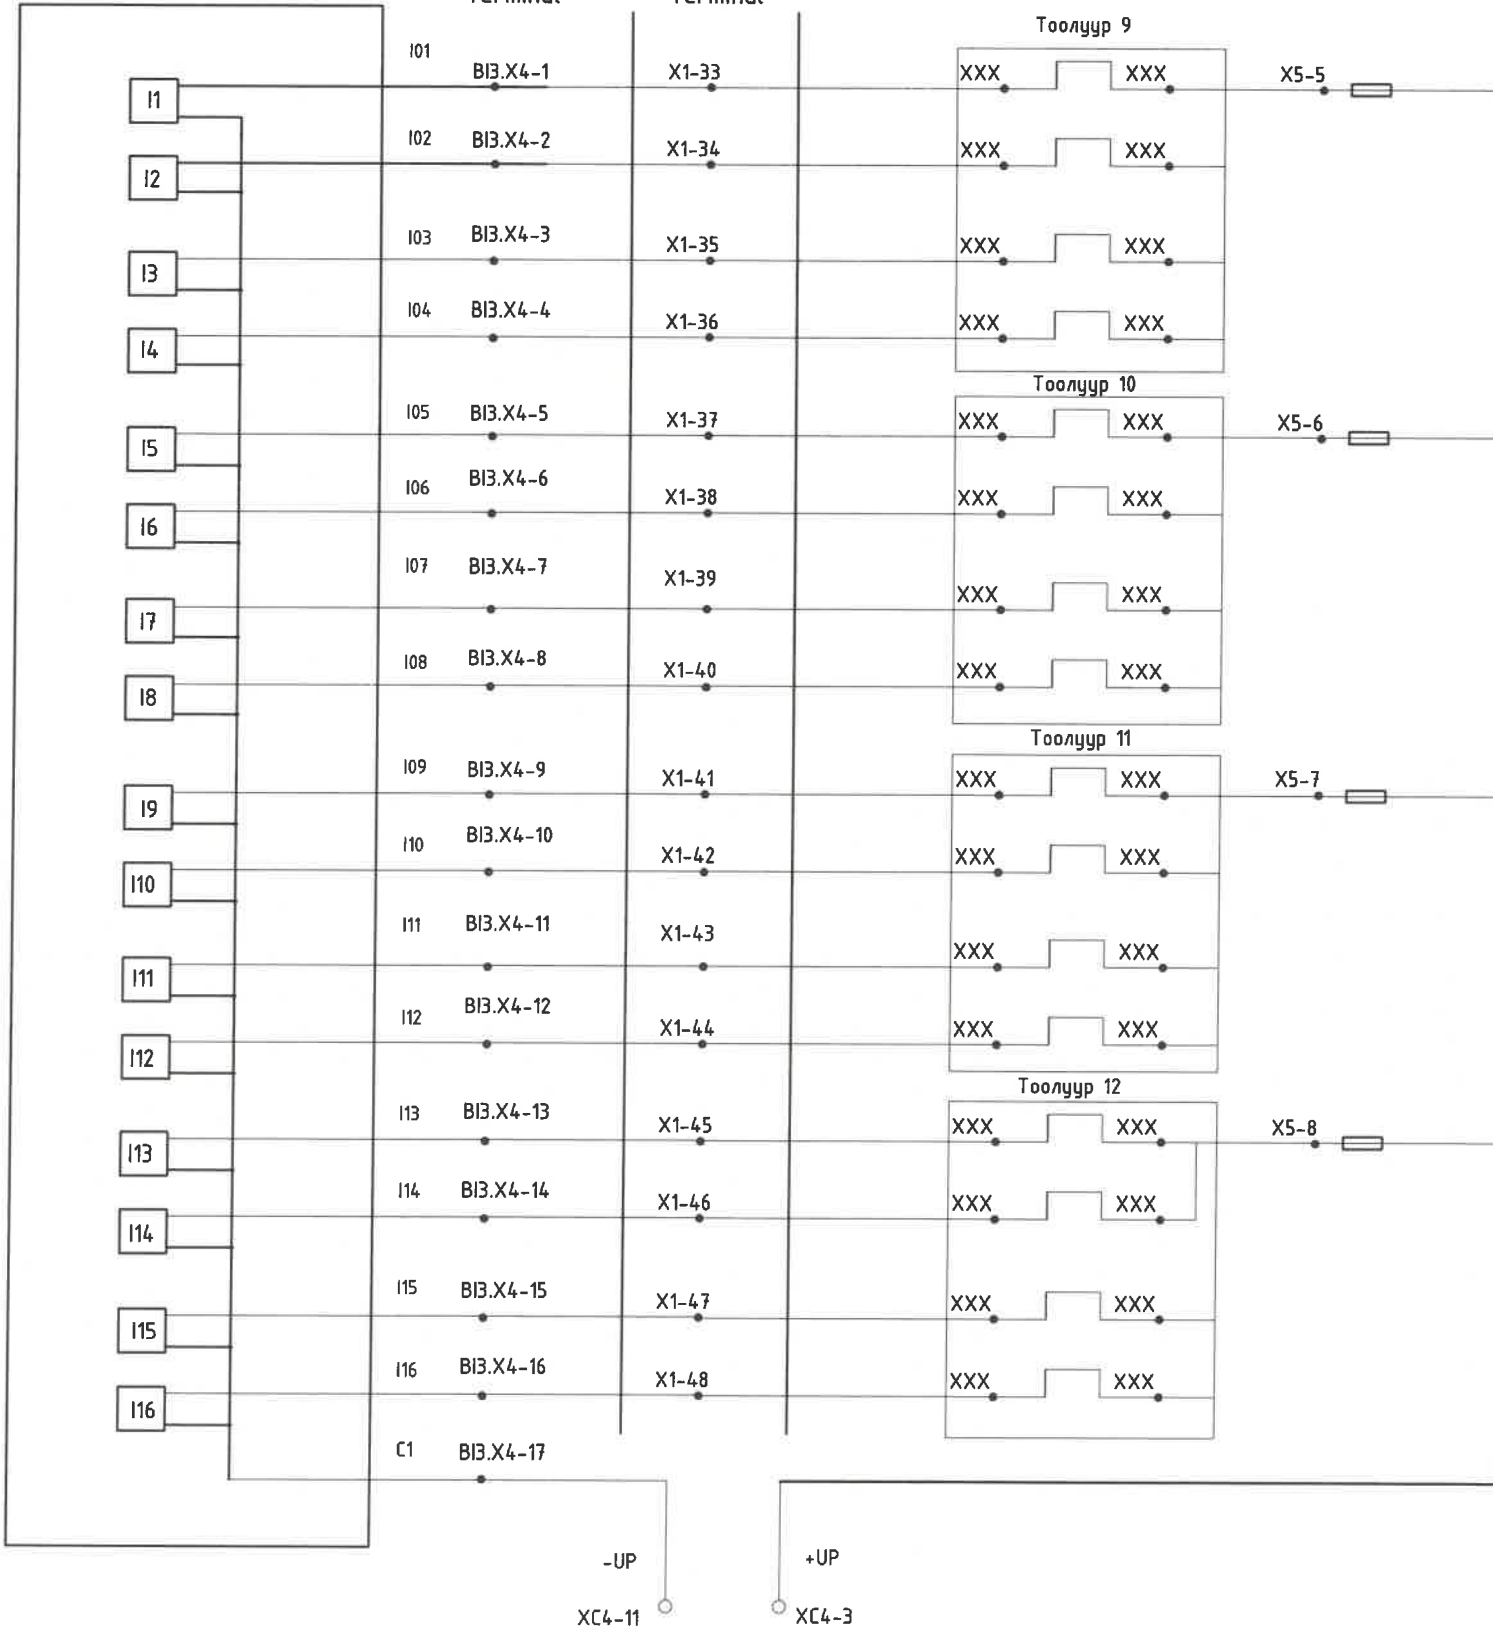 Terminal Terminal
Тоолуур 9
I01 BI3.X4-1 X1-33 XXX XXX X5-5
I1
I02 BI3.X4-2 X1-34 XXX XXX
I2
I03 BI3.X4-3 X1-35 XXX XXX
I3
I04 BI3.X4-4 X1-36 XXX XXX
I4
Тоолуур 10
I05 BI3.X4-5 X1-37 XXX XXX X5-6
I5
I06 BI3.X4-6 X1-38 XXX XXX
I6
I07 BI3.X4-7 X1-39 XXX XXX
I7
I08 BI3.X4-8 X1-40 XXX XXX
I8
Тоолуур 11
I09 BI3.X4-9 X1-41 XXX XXX X5-7
I9
I10 BI3.X4-10 X1-42 XXX XXX
I10
I11 BI3.X4-11 X1-43 XXX XXX
I11
I12 BI3.X4-12 X1-44 XXX XXX
I12
Тоолуур 12
I13 BI3.X4-13 X1-45 XXX XXX X5-8
I13
I14 BI3.X4-14 X1-46 XXX XXX
I14
I15 BI3.X4-15 X1-47 XXX XXX
I15
I16 BI3.X4-16 X1-48 XXX XXX
I16
C1 BI3.X4-17
-UP +UP
XC4-11 XC4-3